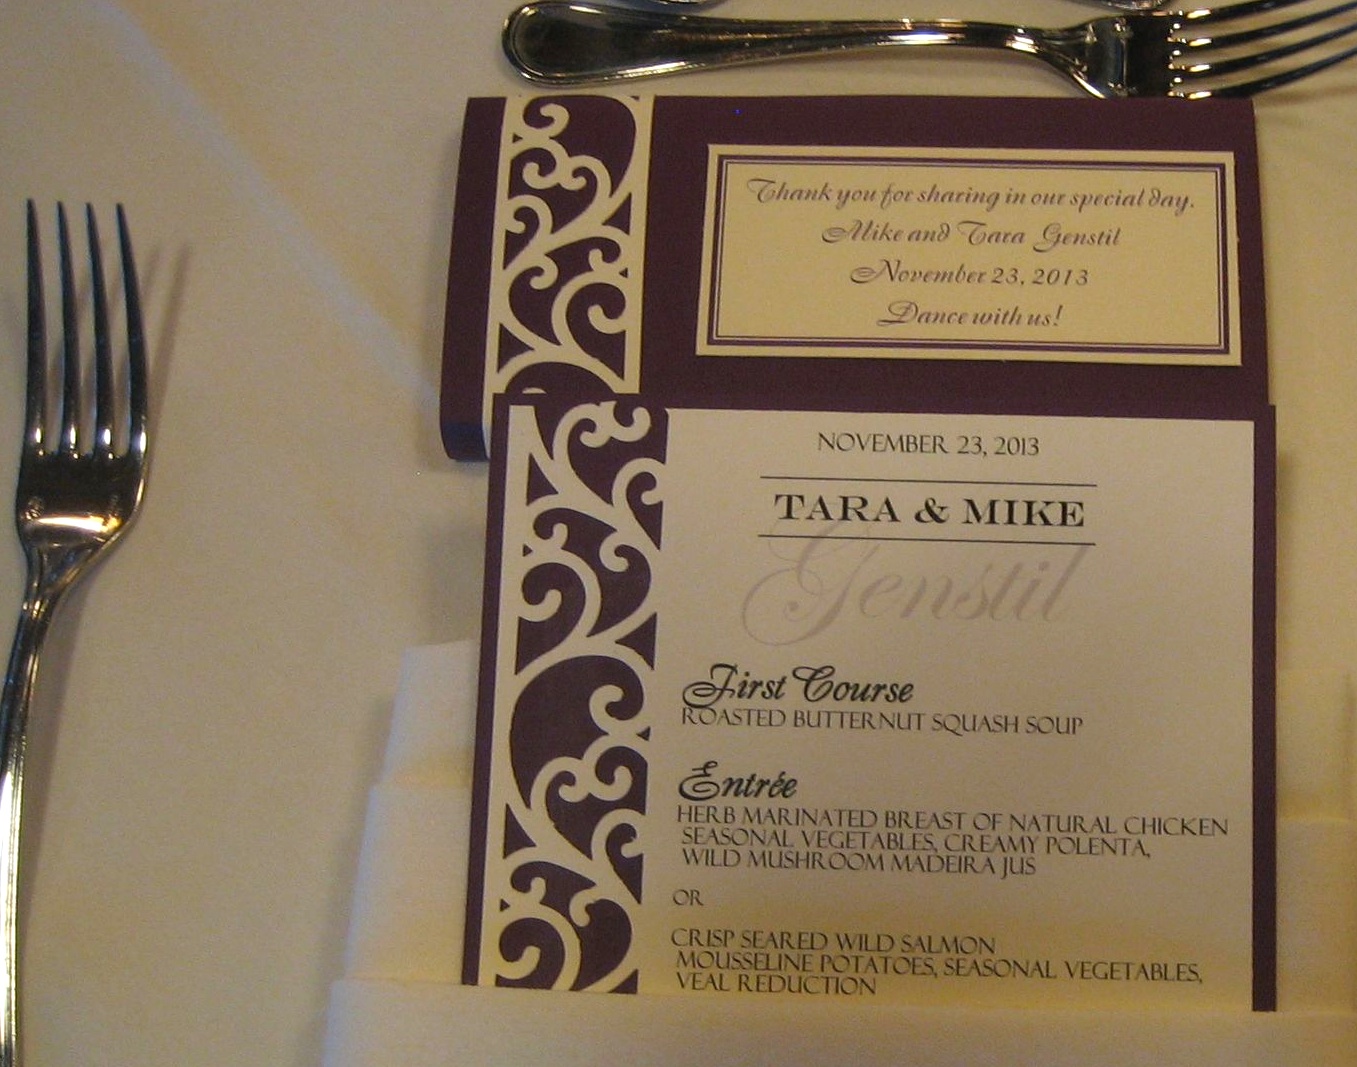 Thank you for sharing in our special day.
Mike and Tara Genstil
November 23, 2013
Dance with us!
NOVEMBER 23, 2013
TARA & MIKE
Genstil
First Course
ROASTED BUTTERNUT SQUASH SOUP
Entrée
HERB MARINATED BREAST OF NATURAL CHICKEN
SEASONAL VEGETABLES, CREAMY POLENTA,
WILD MUSHROOM MADEIRA JUS
OR
CRISP SEARED WILD SALMON
MOUSSELINE POTATOES, SEASONAL VEGETABLES,
VEAL REDUCTION